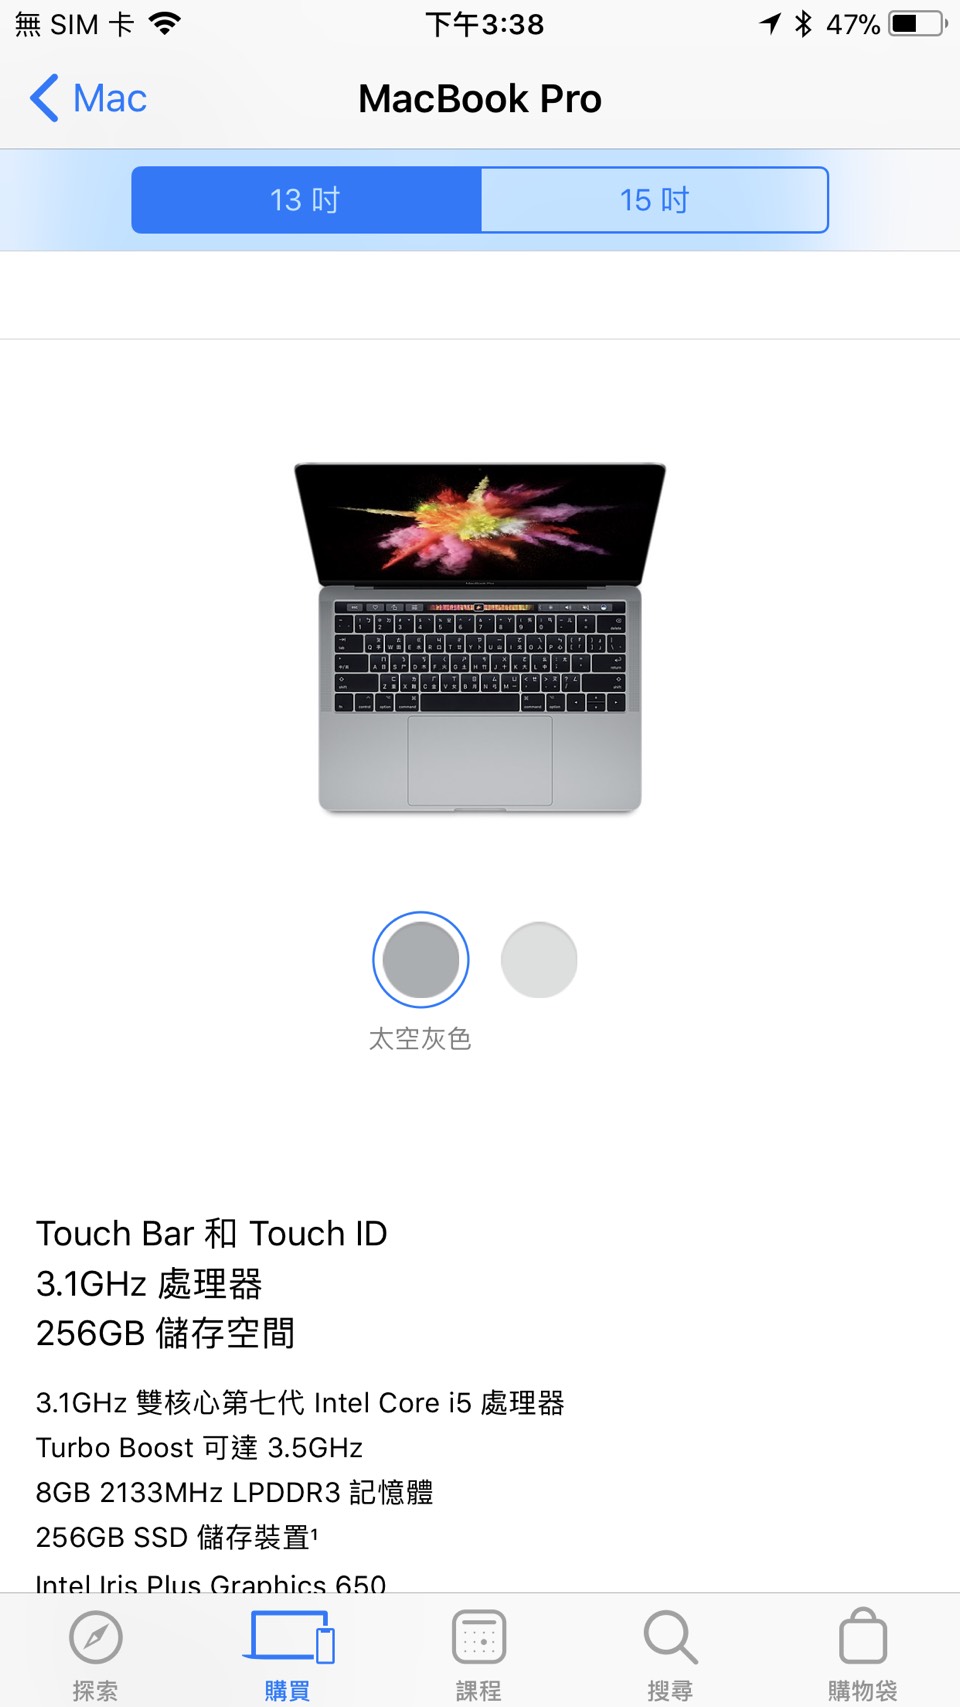 無 SIM 卡
下午3:38
47%
Mac
MacBook Pro
13 吋
15 吋
太空灰色
Touch Bar 和 Touch ID
3.1GHz 處理器
256GB 儲存空間
3.1GHz 雙核心第七代 Intel Core i5 處理器
Turbo Boost 可達 3.5GHz
8GB 2133MHz LPDDR3 記憶體
256GB SSD 儲存裝置¹
Intel Iris Plus Graphics 650
探索
購買
課程
搜尋
購物袋